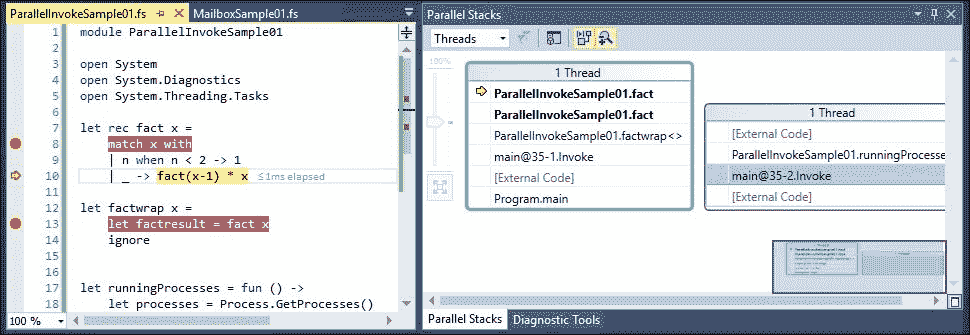 ParallelInvokeSample01.fs MailboxSample01.fs
1 module ParallelInvokeSample01
2
3 open System
4 open System.Diagnostics
5 open System.Threading.Tasks
6
7 let rec fact x =
8 match x with
9 | n when n < 2 -> 1
10 | _ -> fact(x-1) * x ≤1ms elapsed
11
12 let factwrap x =
13 let factresult = fact x
14 ignore
15
16
17 let runningProcesses = fun () ->
18 let processes = Process.GetProcesses()
100 %
Parallel Stacks
Threads
100%
1 Thread
ParallelInvokeSample01.fact
ParallelInvokeSample01.fact
ParallelInvokeSample01.factwrap<>
main@35-1.Invoke
[External Code]
Program.main
1 Thread
[External Code]
ParallelInvokeSample01.runningProcesse
main@35-2.Invoke
[External Code]
Parallel Stacks Diagnostic Tools